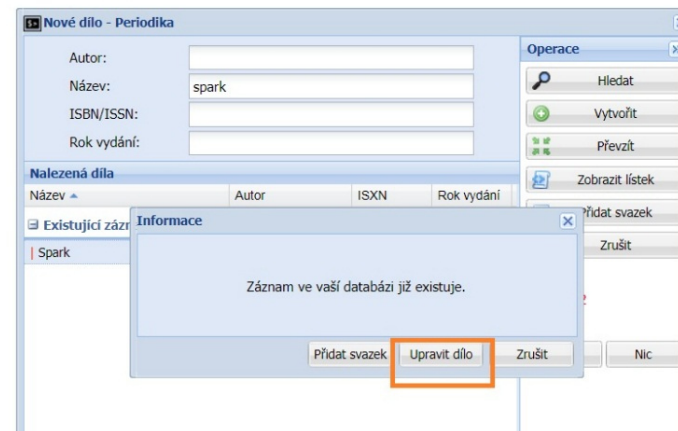 Nové dílo - Periodika
Autor:
Název: spark
ISBN/ISSN:
Rok vydání:
Nalezená díla
Název Autor ISXN Rok vydání
Existující
Spark
Operace
Hledat
Vytvořit
Převzít
Zobrazit lístek
Přidat svazek
Zrušit
Nic
Informace
Záznam ve vaší databázi již existuje.
Přidat svazek Upravit dílo Zrušit